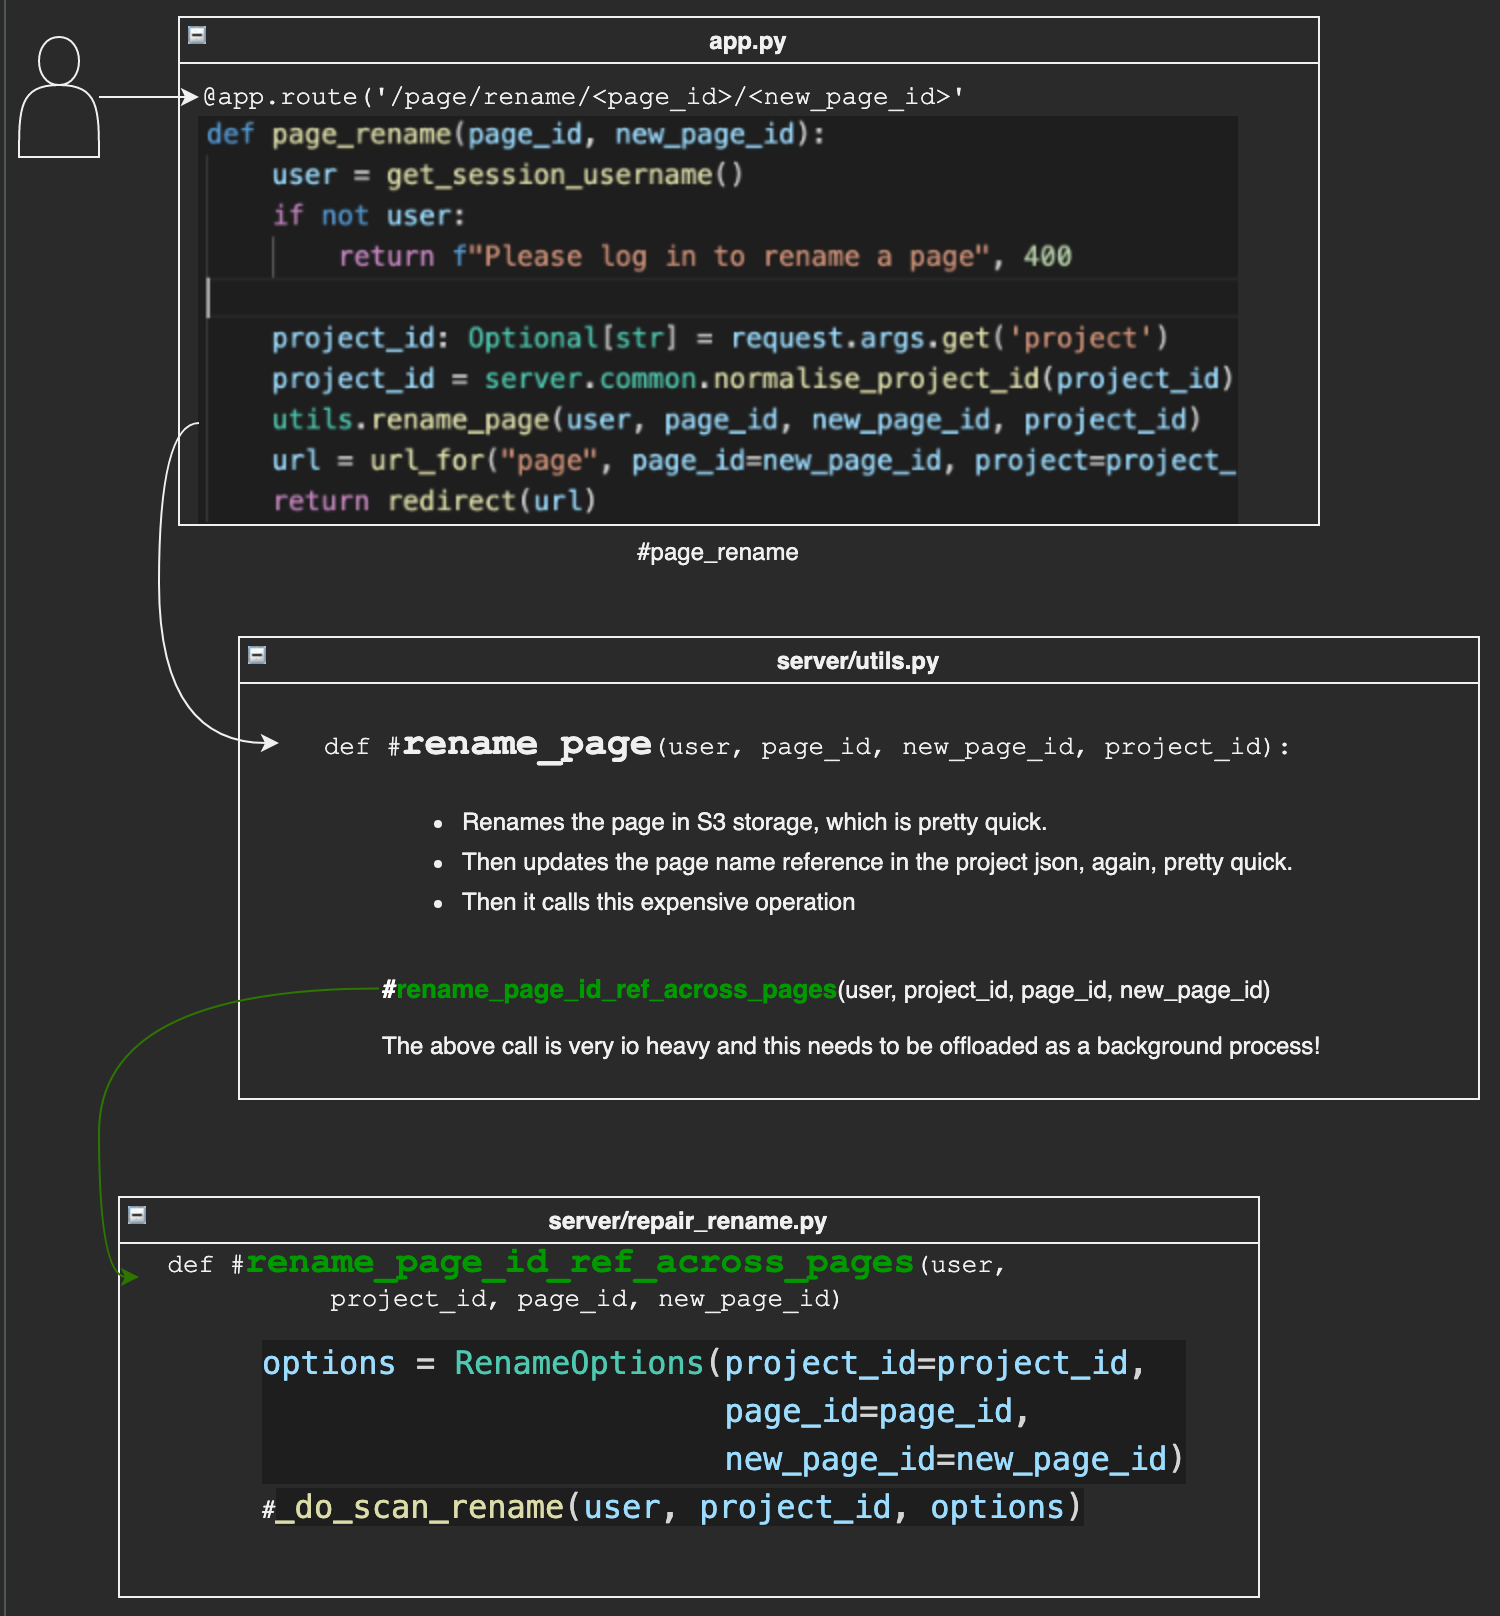 app.py
@app.route('/page/rename/<page_id>/<new_page_id>'
def page_rename(page_id, new_page_id):
user = get_session_username()
if not user:
return f"Please log in to rename a page", 400
project_id: Optional[str] = request.args.get('project')
project_id = server.common.normalise_project_id(project_id)
utils.rename_page(user, page_id, new_page_id, project_id)
url = url_for("page", page_id=new_page_id, project=project_
return redirect(url)
#page_rename
server/utils.py
def #rename_page(user, page_id, new_page_id, project_id):
• Renames the page in S3 storage, which is pretty quick.
• Then updates the page name reference in the project json, again, pretty quick.
• Then it calls this expensive operation
#rename_page_id_ref_across_pages(user, project_id, page_id, new_page_id)
The above call is very io heavy and this needs to be offloaded as a background process!
server/repair_rename.py
def #rename_page_id_ref_across_pages(user,
project_id, page_id, new_page_id)
options = RenameOptions(project_id=project_id,
page_id=page_id,
new_page_id=new_page_id)
#_do_scan_rename(user, project_id, options)